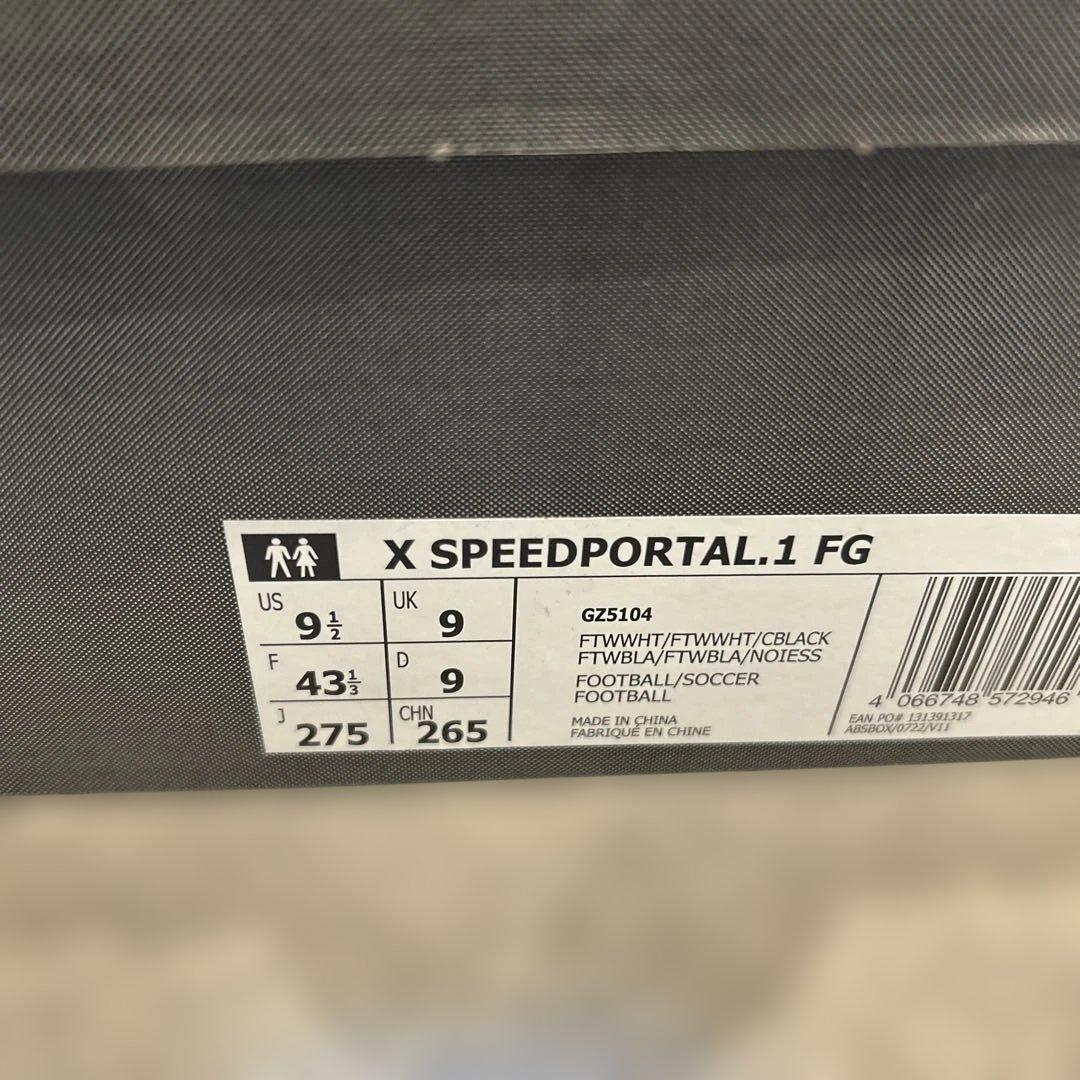 X SPEEDPORTAL.1 FG
US 9 1/2
UK 9
F 43 1/3
D 9
J 275
CHN 265
GZ5104
FTWWHT/FTWWHT/CBLACK
FTWBLA/FTWBLA/NOIESS
FOOTBALL/SOCCER
FOOTBALL
MADE IN CHINA
FABRIQUÉ EN CHINE
4 066748 572946
EAN PO# 131391317
ABSBOX/0722/V11